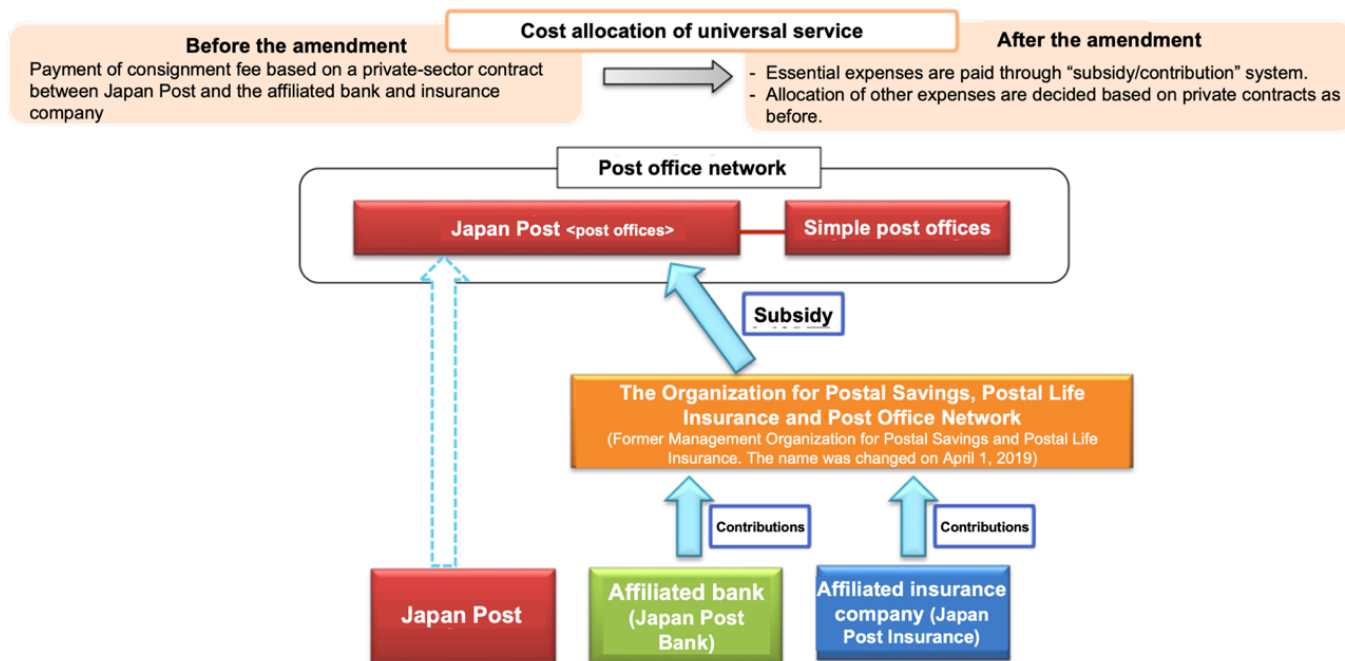 Cost allocation of universal service
Before the amendment
Payment of consignment fee based on a private-sector contract
between Japan Post and the affiliated bank and insurance
company
After the amendment
- Essential expenses are paid through “subsidy/contribution” system.
- Allocation of other expenses are decided based on private contracts as
before.
Post office network
Japan Post <post offices>
Simple post offices
Subsidy
The Organization for Postal Savings, Postal Life
Insurance and Post Office Network
(Former Management Organization for Postal Savings and Postal Life
Insurance. The name was changed on April 1, 2019)
Contributions
Contributions
Japan Post
Affiliated bank
(Japan Post
Bank)
Affiliated insurance
company (Japan
Post Insurance)